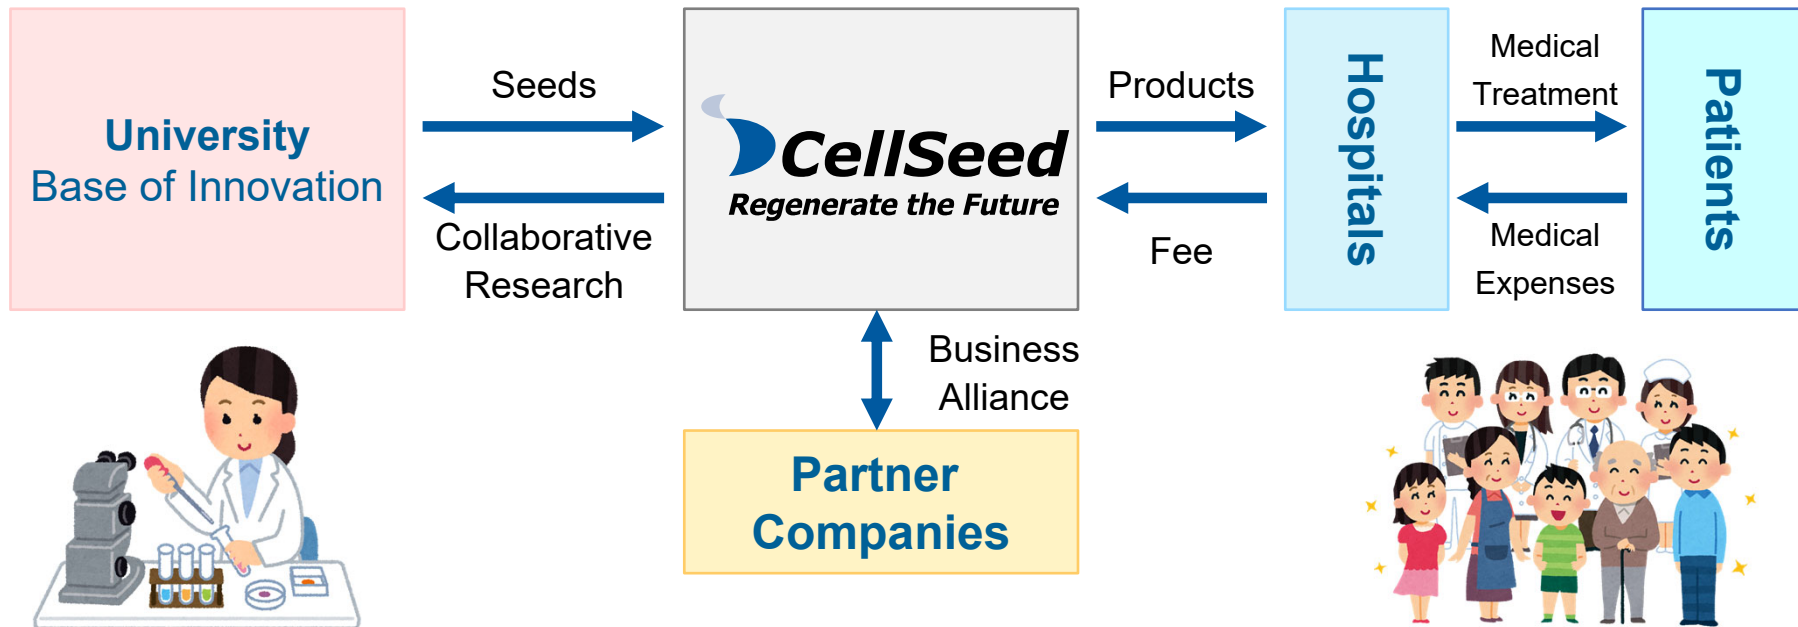 University
Base of Innovation
Seeds
Collaborative
Research
CellSeed
Regenerate the Future
Products
Fee
Hospitals
Medical
Treatment
Medical
Expenses
Patients
Business
Alliance
Partner
Companies